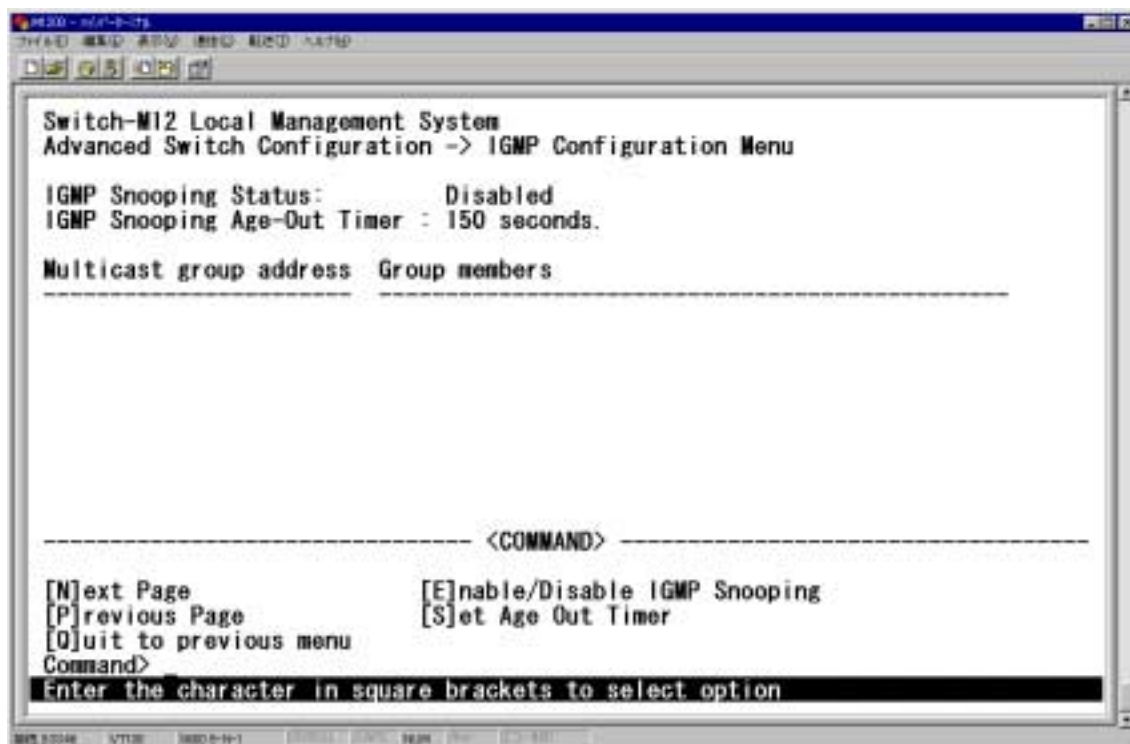 Switch-M12 Local Management System
Advanced Switch Configuration -> IGMP Configuration Menu
IGMP Snooping Status: Disabled
IGMP Snooping Age-Out Timer : 150 seconds.
Multicast group address Group members
------------------------ -----------------------------------------------
-------------------------------- <COMMAND> -----------------------------------
[N]ext Page [E]nable/Disable IGMP Snooping
[P]revious Page [S]et Age Out Timer
[Q]uit to previous menu
Command>
Enter the character in square brackets to select option